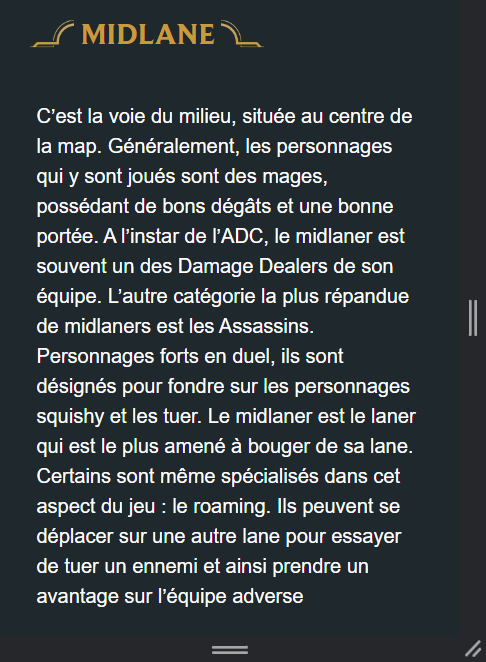 MIDLANE
C’est la voie du milieu, située au centre de
la map. Généralement, les personnages
qui y sont joués sont des mages,
possédant de bons dégâts et une bonne
portée. A l’instar de l’ADC, le midlaner est
souvent un des Damage Dealers de son
équipe. L’autre catégorie la plus répandue
de midlaners est les Assassins.
Personnages forts en duel, ils sont
désignés pour fondre sur les personnages
squishy et les tuer. Le midlaner est le laner
qui est le plus amené à bouger de sa lane.
Certains sont même spécialisés dans cet
aspect du jeu : le roaming. Ils peuvent se
déplacer sur une autre lane pour essayer
de tuer un ennemi et ainsi prendre un
avantage sur l’équipe adverse